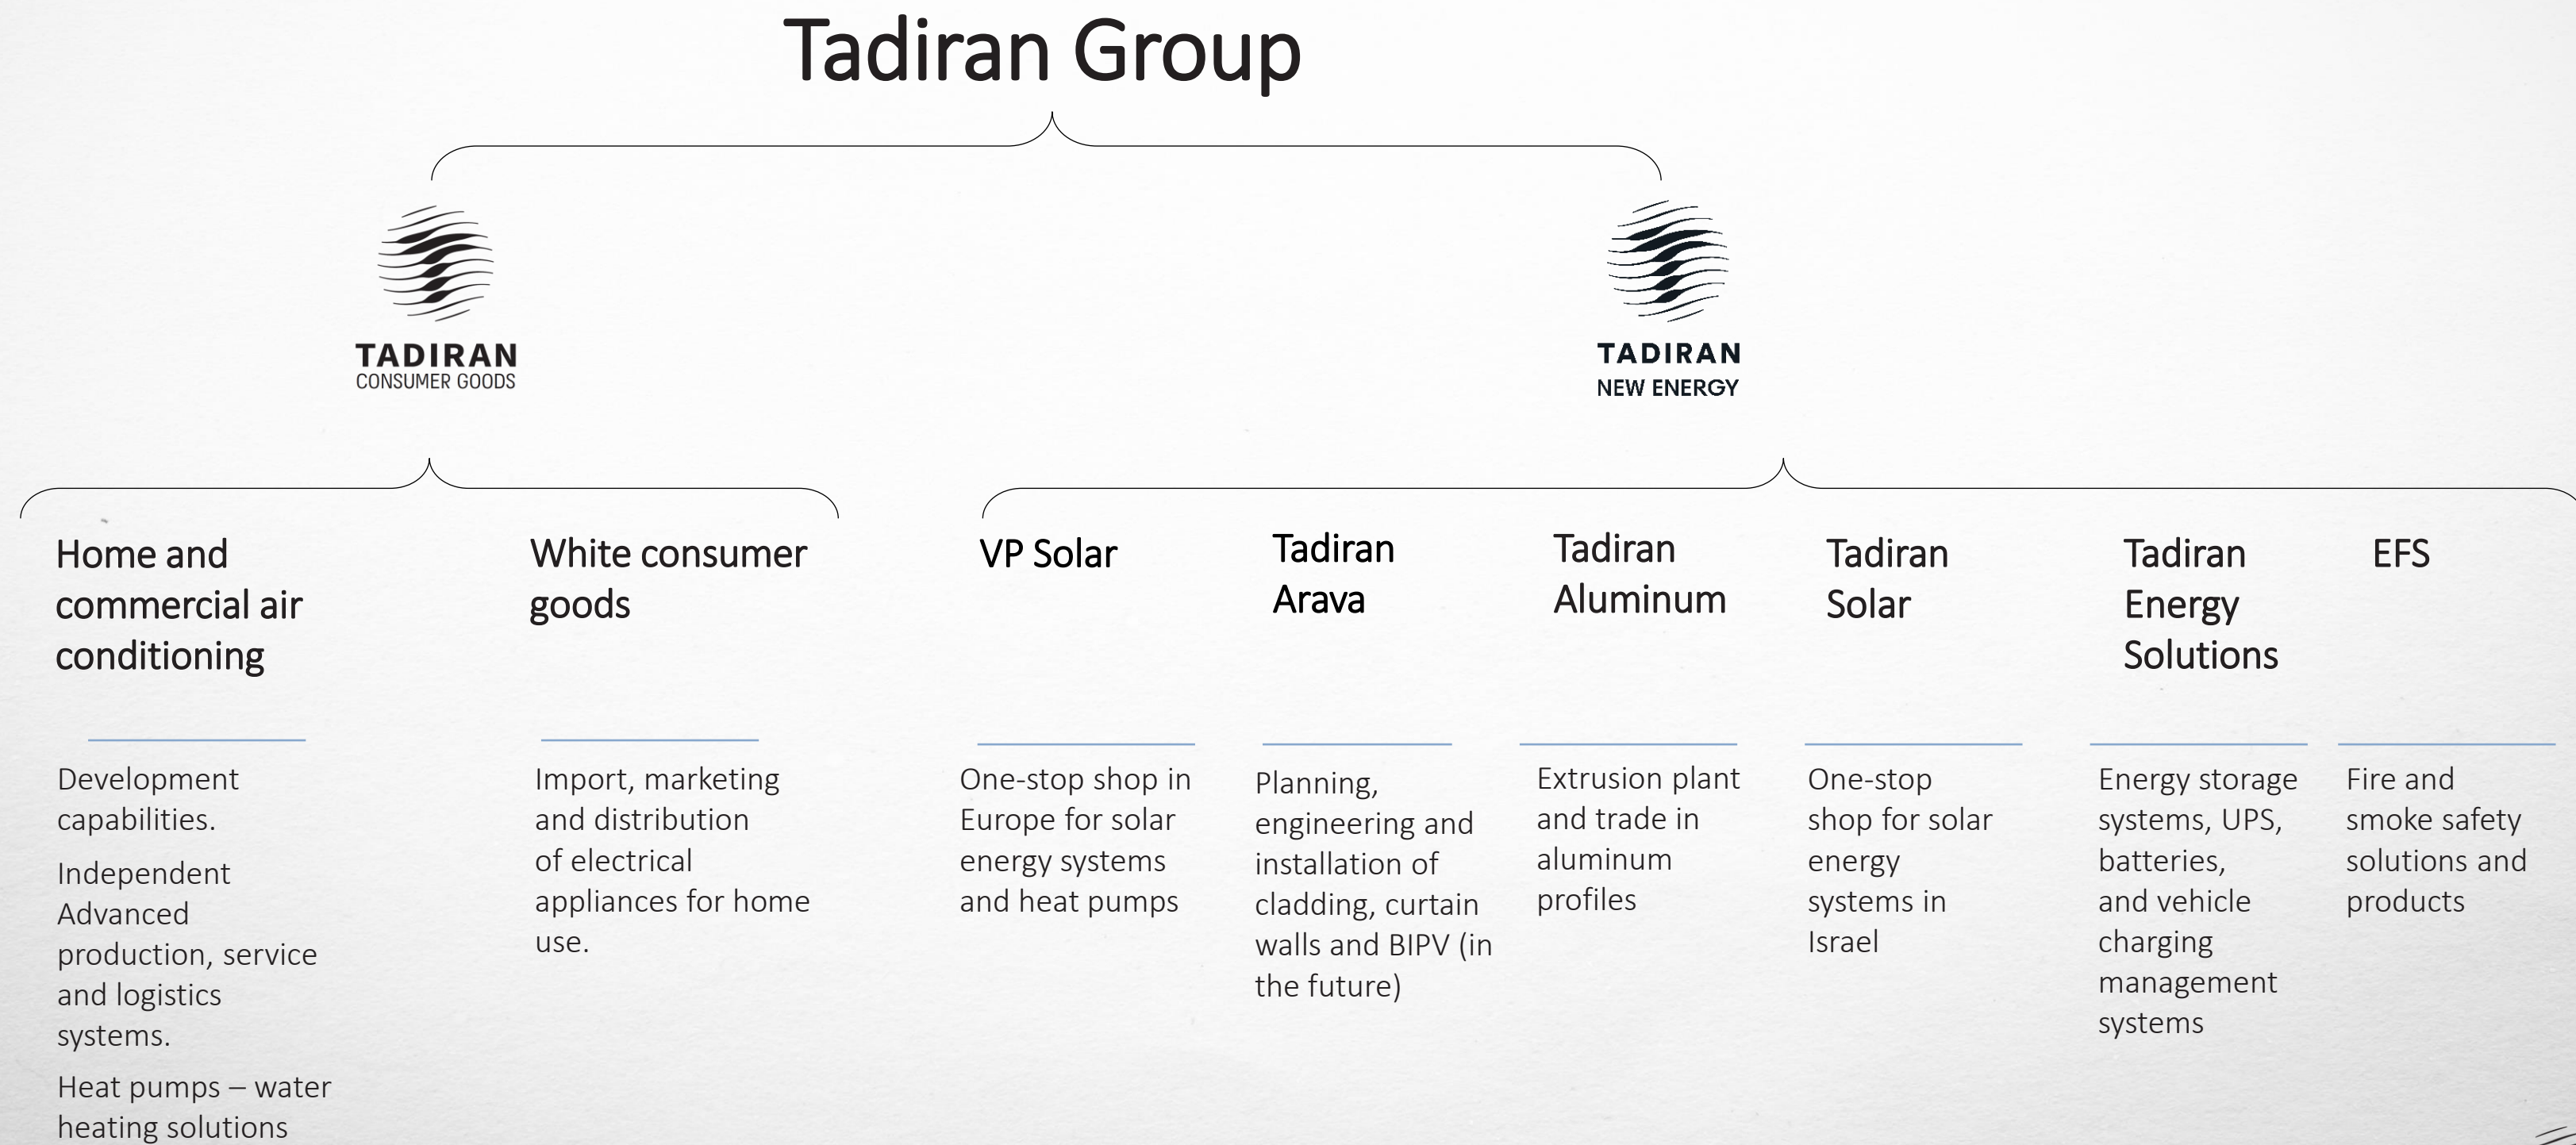 Tadiran Group
TADIRAN
CONSUMER GOODS
TADIRAN
NEW ENERGY
Home and
commercial air
conditioning
Development
capabilities.
Independent
Advanced
production, service
and logistics
systems.
Heat pumps – water
heating solutions
White consumer
goods
Import, marketing
and distribution
of electrical
appliances for home
use.
VP Solar
One-stop shop in
Europe for solar
energy systems
and heat pumps
Tadiran
Arava
Planning,
engineering and
installation of
cladding, curtain
walls and BIPV (in
the future)
Tadiran
Aluminum
Extrusion plant
and trade in
aluminum
profiles
Tadiran
Solar
One-stop
shop for solar
energy
systems in
Israel
Tadiran
Energy
Solutions
Energy storage
systems, UPS,
batteries,
and vehicle
charging
management
systems
EFS
Fire and
smoke safety
solutions and
products